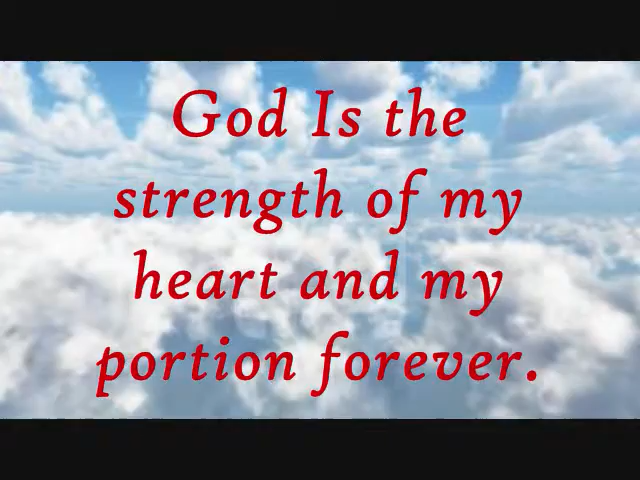 God Is the
strength of my
heart and my
portion forever.